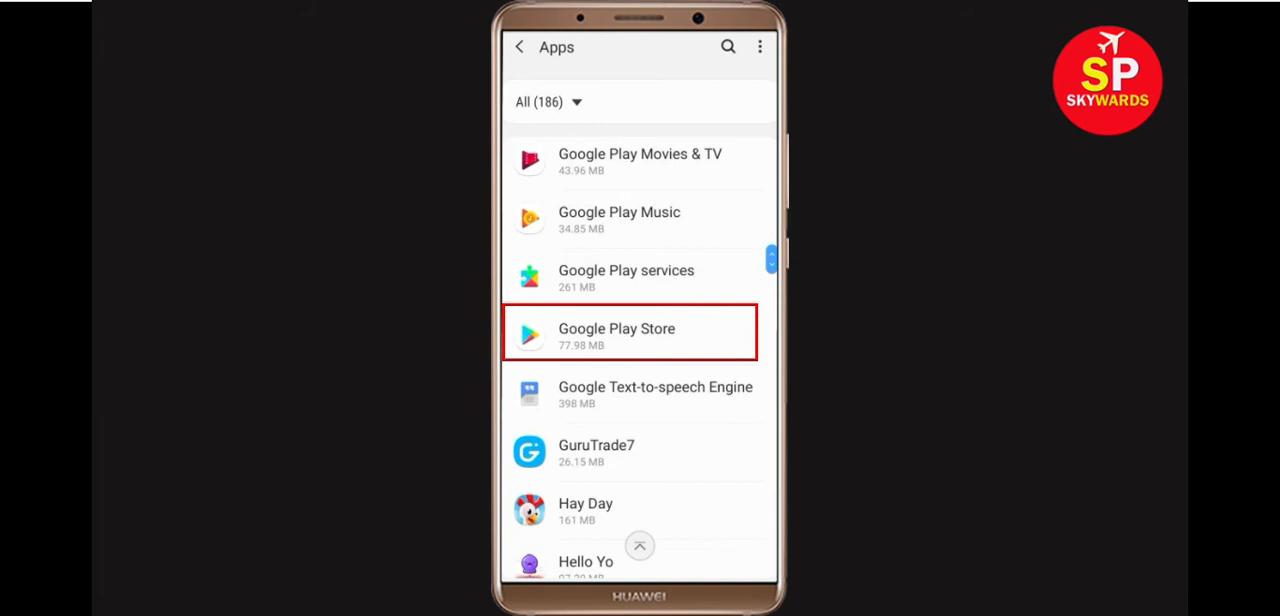 Apps
All (186)
Google Play Movies & TV
43.96 MB
Google Play Music
34.85 MB
Google Play services
261 MB
Google Play Store
77.98 MB
Google Text-to-speech Engine
398 MB
GuruTrade7
26.15 MB
Hay Day
161 MB
Hello Yo
HUAWEI
SP
SKYWARDS